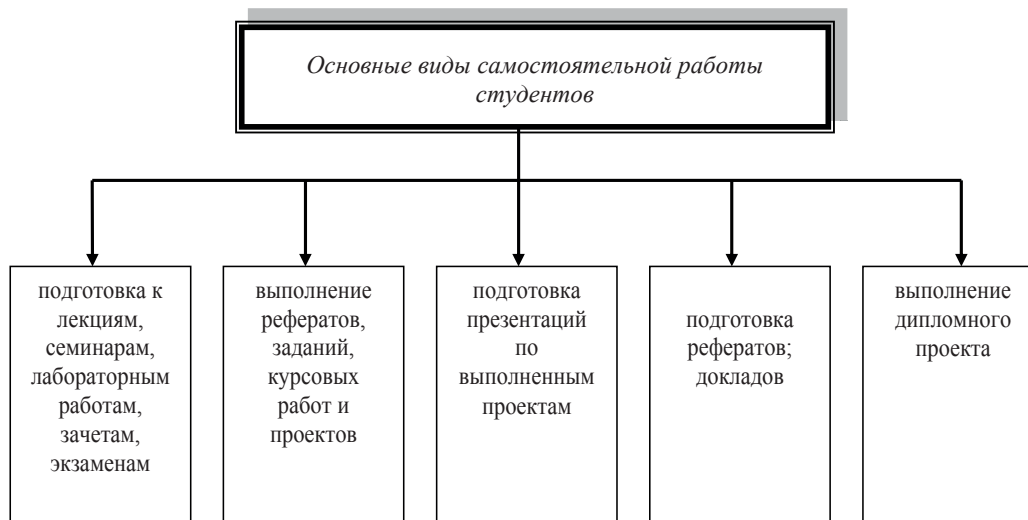 Основные виды самостоятельной работы
студентов
подготовка к
лекциям,
семинарам,
лабораторным
работам,
зачетам,
экзаменам
выполнение
рефератов,
заданий,
курсовых
работ и
проектов
подготовка
презентаций
по
выполненным
проектам
подготовка
рефератов;
докладов
выполнение
дипломного
проекта